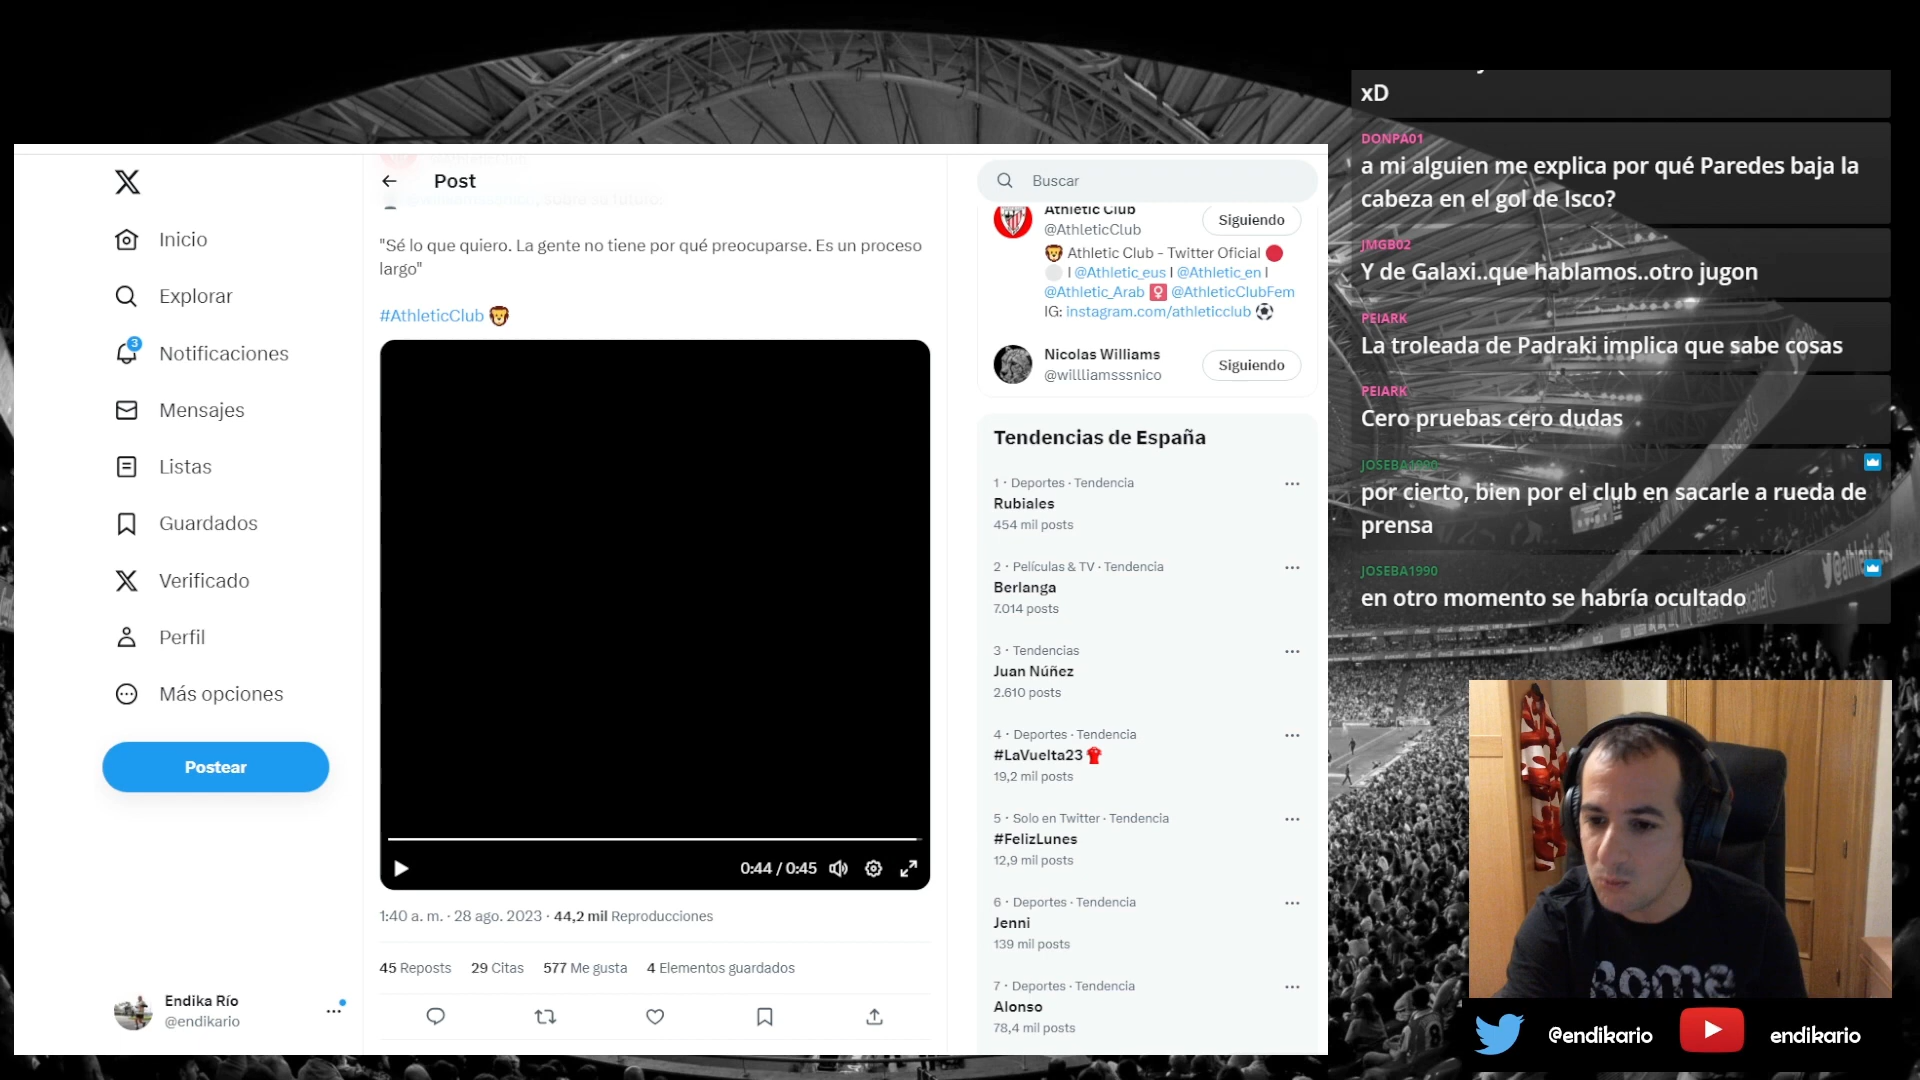 X
Inicio
Explorar
3
Notificaciones
Mensajes
Listas
Guardados
Verificado
Perfil
Más opciones
Postear
Endika Río
@endikario
Post
"Sé lo que quiero. La gente no tiene por qué preocuparse. Es un proceso
largo"
#AthleticClub
0:44 / 0:45
1:40 a. m. · 28 ago. 2023 · 44,2 mil Reproducciones
45 Reposts 29 Citas 577 Me gusta 4 Elementos guardados
Buscar
Athletic Club
@AthleticClub
Siguiendo
Athletic Club - Twitter Oficial
I @Athletic_eus I @Athletic_en I
@Athletic_Arab @AthleticClubFem
IG: instagram.com/athleticclub
Nicolas Williams
@willliamsssnico
Siguiendo
Tendencias de España
1 · Deportes · Tendencia
Rubiales
454 mil posts
2 · Películas & TV · Tendencia
Berlanga
7.014 posts
3 · Tendencias
Juan Núñez
2.610 posts
4 · Deportes · Tendencia
#LaVuelta23
19,2 mil posts
5 · Solo en Twitter · Tendencia
#FelizLunes
12,9 mil posts
6 · Deportes · Tendencia
Jenni
139 mil posts
7 · Deportes · Tendencia
Alonso
78,4 mil posts
xD
DONPA01
a mi alguien me explica por qué Paredes baja la
cabeza en el gol de Isco?
JMGB02
Y de Galaxi..que hablamos..otro jugon
PEIARK
La troleada de Padraki implica que sabe cosas
PEIARK
Cero pruebas cero dudas
JOSEBA1990
por cierto, bien por el club en sacarle a rueda de
prensa
JOSEBA1990
en otro momento se habría ocultado
Rome
@endikario
endikario